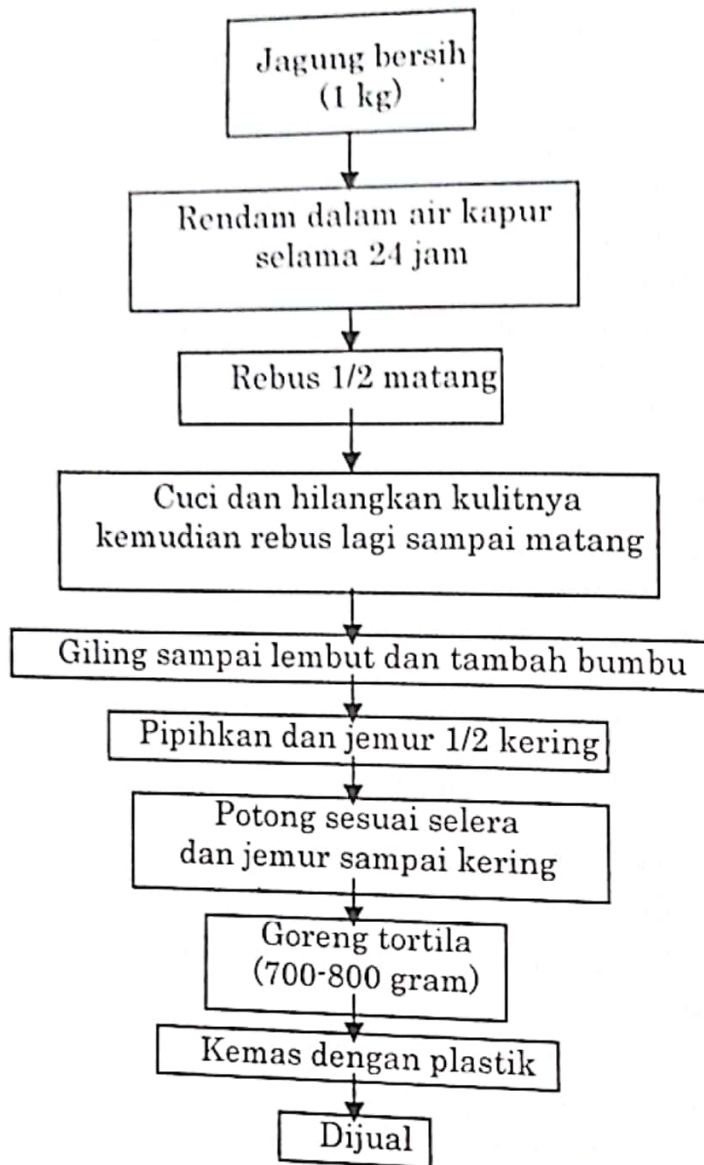 Jagung bersih
(1 kg)
Rendam dalam air kapur
selama 24 jam
Rebus 1/2 matang
Cuci dan hilangkan kulitnya
kemudian rebus lagi sampai matang
Giling sampai lembut dan tambah bumbu
Pipihkan dan jemur 1/2 kering
Potong sesuai selera
dan jemur sampai kering
Goreng tortila
(700-800 gram)
Kemas dengan plastik
Dijual